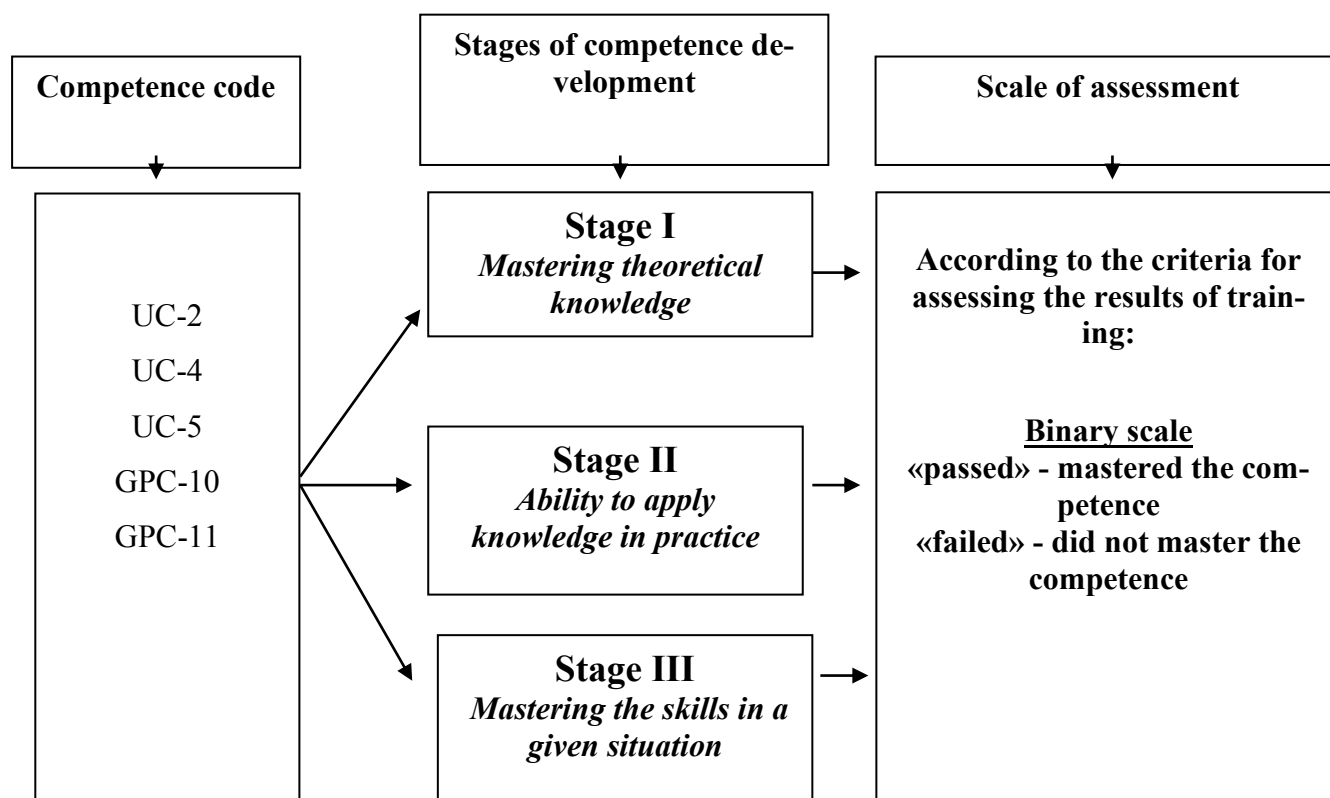 Competence code
Stages of competence de-
velopment
Scale of assessment
UC-2
UC-4
UC-5
GPC-10
GPC-11
Stage I
Mastering theoretical
knowledge
Stage II
Ability to apply
knowledge in practice
Stage III
Mastering the skills in a
given situation
According to the criteria for
assessing the results of train-
ing:
Binary scale
«passed» - mastered the com-
petence
«failed» - did not master the
competence